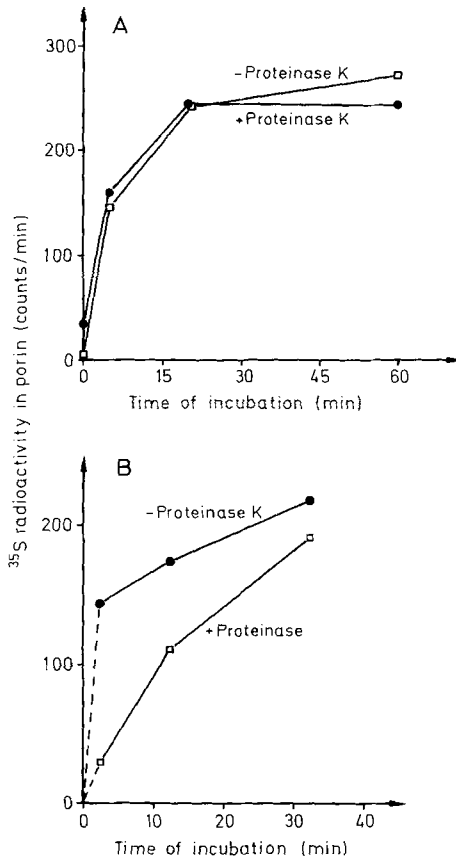 A
300
200
100
0
-Proteinase K
+Proteinase K
0 15 30 45 60
Time of incubation (min)
³⁵S radioactivity in porin (counts/min)
B
200
100
0
-Proteinase K
+Proteinase
0 10 20 30 40
Time of incubation (min)